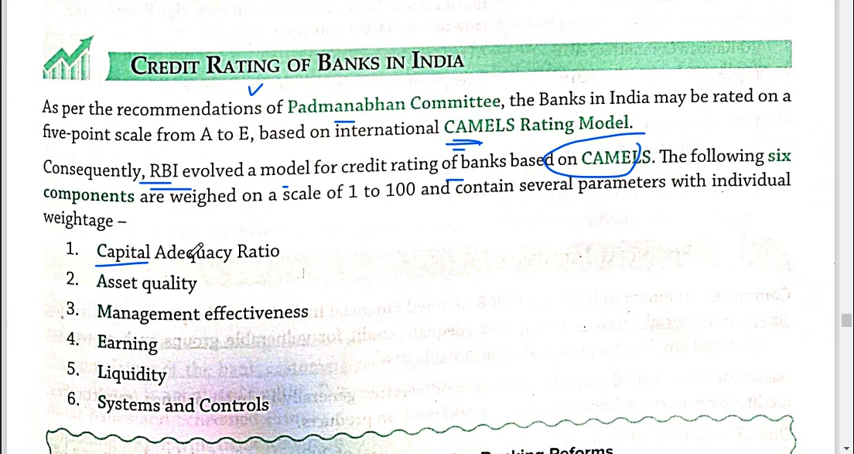 CREDIT RATING OF BANKS IN INDIA
As per the recommendations of Padmanabhan Committee, the Banks in India may be rated on a
five-point scale from A to E, based on international CAMELS Rating Model.
Consequently, RBI evolved a model for credit rating of banks based on CAMELS. The following six
components are weighed on a scale of 1 to 100 and contain several parameters with individual
weightage –
1. Capital Adequacy Ratio
2. Asset quality
3. Management effectiveness
4. Earning
5. Liquidity
6. Systems and Controls